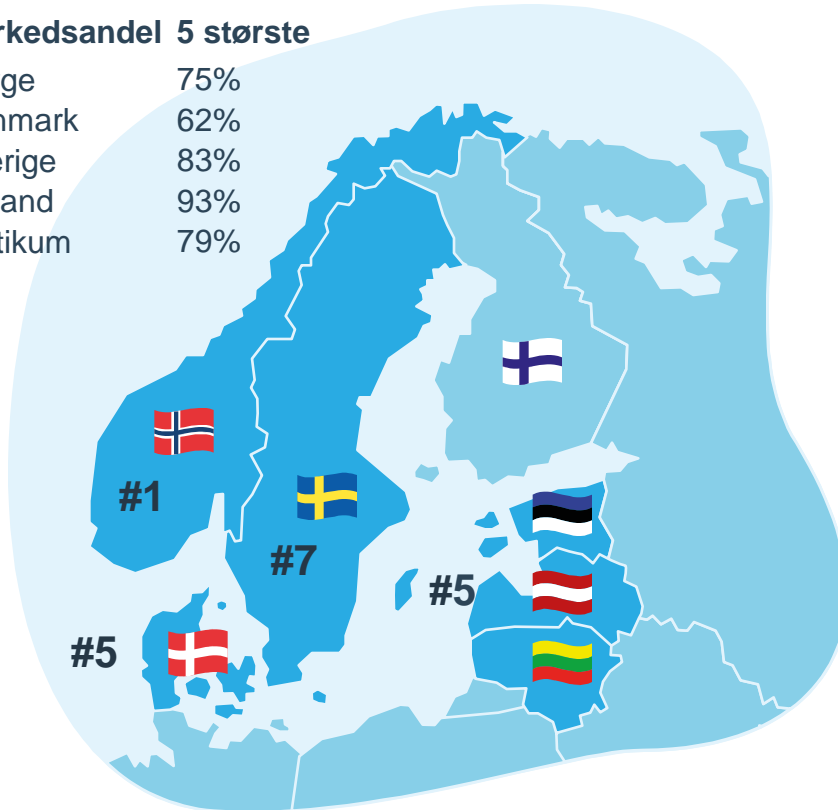 rkedsandel 5 største
ge 75%
nmark 62%
erige 83%
and 93%
tikum 79%
#1
#7
#5
#5